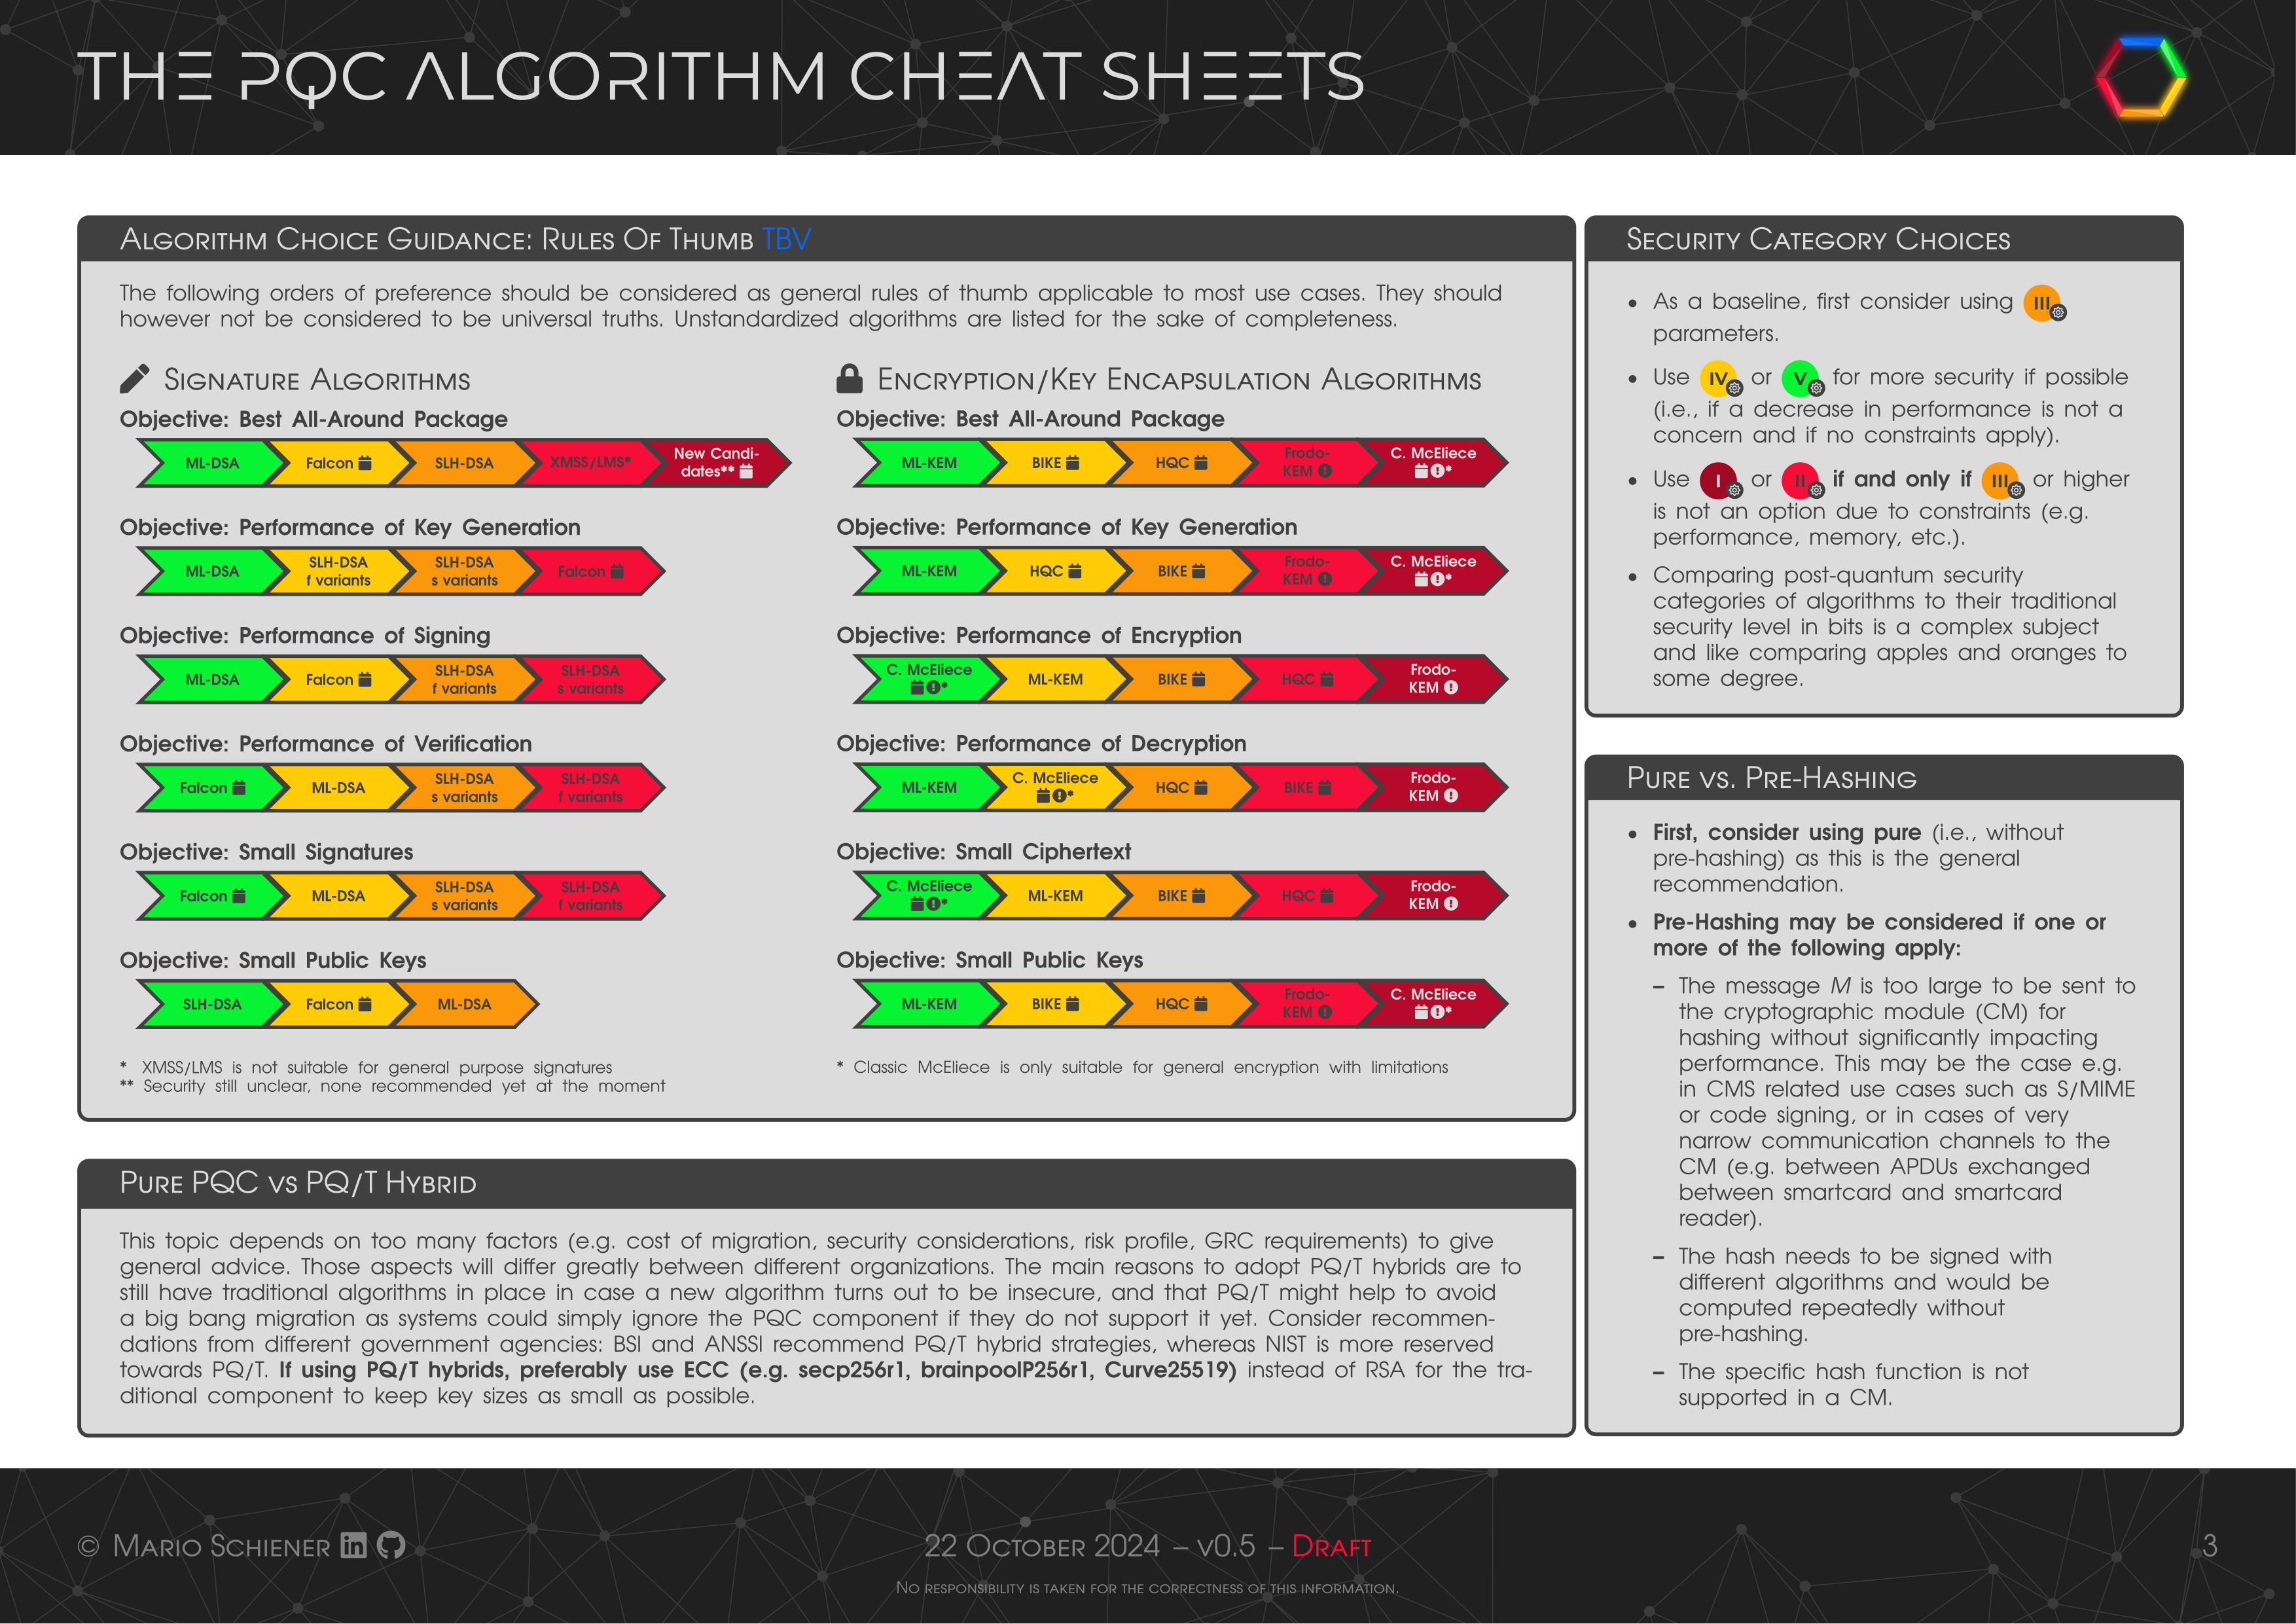 THE PQC ALGORITHM CHEAT SHEETS
Algorithm Choice Guidance: Rules Of Thumb TBV
The following orders of preference should be considered as general rules of thumb applicable to most use cases. They should
however not be considered to be universal truths. Unstandardized algorithms are listed for the sake of completeness.
Signature Algorithms
Objective: Best All-Around Package
ML-DSA
Falcon
SLH-DSA
XMSS/LMS*
New Candi-
dates**
Objective: Performance of Key Generation
ML-DSA
SLH-DSA
f variants
SLH-DSA
s variants
Falcon
Objective: Performance of Signing
ML-DSA
Falcon
SLH-DSA
f variants
SLH-DSA
s variants
Objective: Performance of Verification
Falcon
ML-DSA
SLH-DSA
s variants
SLH-DSA
f variants
Objective: Small Signatures
Falcon
ML-DSA
SLH-DSA
s variants
SLH-DSA
f variants
Objective: Small Public Keys
SLH-DSA
Falcon
ML-DSA
* XMSS/LMS is not suitable for general purpose signatures
** Security still unclear, none recommended yet at the moment
Encryption/Key Encapsulation Algorithms
Objective: Best All-Around Package
ML-KEM
BIKE
HQC
Frodo-
KEM
C. McEliece
*
Objective: Performance of Key Generation
ML-KEM
HQC
BIKE
Frodo-
KEM
C. McEliece
*
Objective: Performance of Encryption
C. McEliece
*
ML-KEM
BIKE
HQC
Frodo-
KEM
Objective: Performance of Decryption
ML-KEM
C. McEliece
*
HQC
BIKE
Frodo-
KEM
Objective: Small Ciphertext
C. McEliece
*
ML-KEM
BIKE
HQC
Frodo-
KEM
Objective: Small Public Keys
ML-KEM
BIKE
HQC
Frodo-
KEM
C. McEliece
*
* Classic McEliece is only suitable for general encryption with limitations
Pure PQC vs PQ/T Hybrid
This topic depends on too many factors (e.g. cost of migration, security considerations, risk profile, GRC requirements) to give
general advice. Those aspects will differ greatly between different organizations. The main reasons to adopt PQ/T hybrids are to
still have traditional algorithms in place in case a new algorithm turns out to be insecure, and that PQ/T might help to avoid
a big bang migration as systems could simply ignore the PQC component if they do not support it yet. Consider recommen-
dations from different government agencies: BSI and ANSSI recommend PQ/T hybrid strategies, whereas NIST is more reserved
towards PQ/T. If using PQ/T hybrids, preferably use ECC (e.g. secp256r1, brainpoolP256r1, Curve25519) instead of RSA for the tra-
ditional component to keep key sizes as small as possible.
Security Category Choices
• As a baseline, first consider using III
parameters.
• Use IV or V for more security if possible
(i.e., if a decrease in performance is not a
concern and if no constraints apply).
• Use I or II if and only if III or higher
is not an option due to constraints (e.g.
performance, memory, etc.).
• Comparing post-quantum security
categories of algorithms to their traditional
security level in bits is a complex subject
and like comparing apples and oranges to
some degree.
Pure vs. Pre-Hashing
• First, consider using pure (i.e., without
pre-hashing) as this is the general
recommendation.
• Pre-Hashing may be considered if one or
more of the following apply:
– The message M is too large to be sent to
the cryptographic module (CM) for
hashing without significantly impacting
performance. This may be the case e.g.
in CMS related use cases such as S/MIME
or code signing, or in cases of very
narrow communication channels to the
CM (e.g. between APDUs exchanged
between smartcard and smartcard
reader).
– The hash needs to be signed with
different algorithms and would be
computed repeatedly without
pre-hashing.
– The specific hash function is not
supported in a CM.
© Mario Schiener in
22 October 2024 – v0.5 – Draft
No responsibility is taken for the correctness of this information.
3